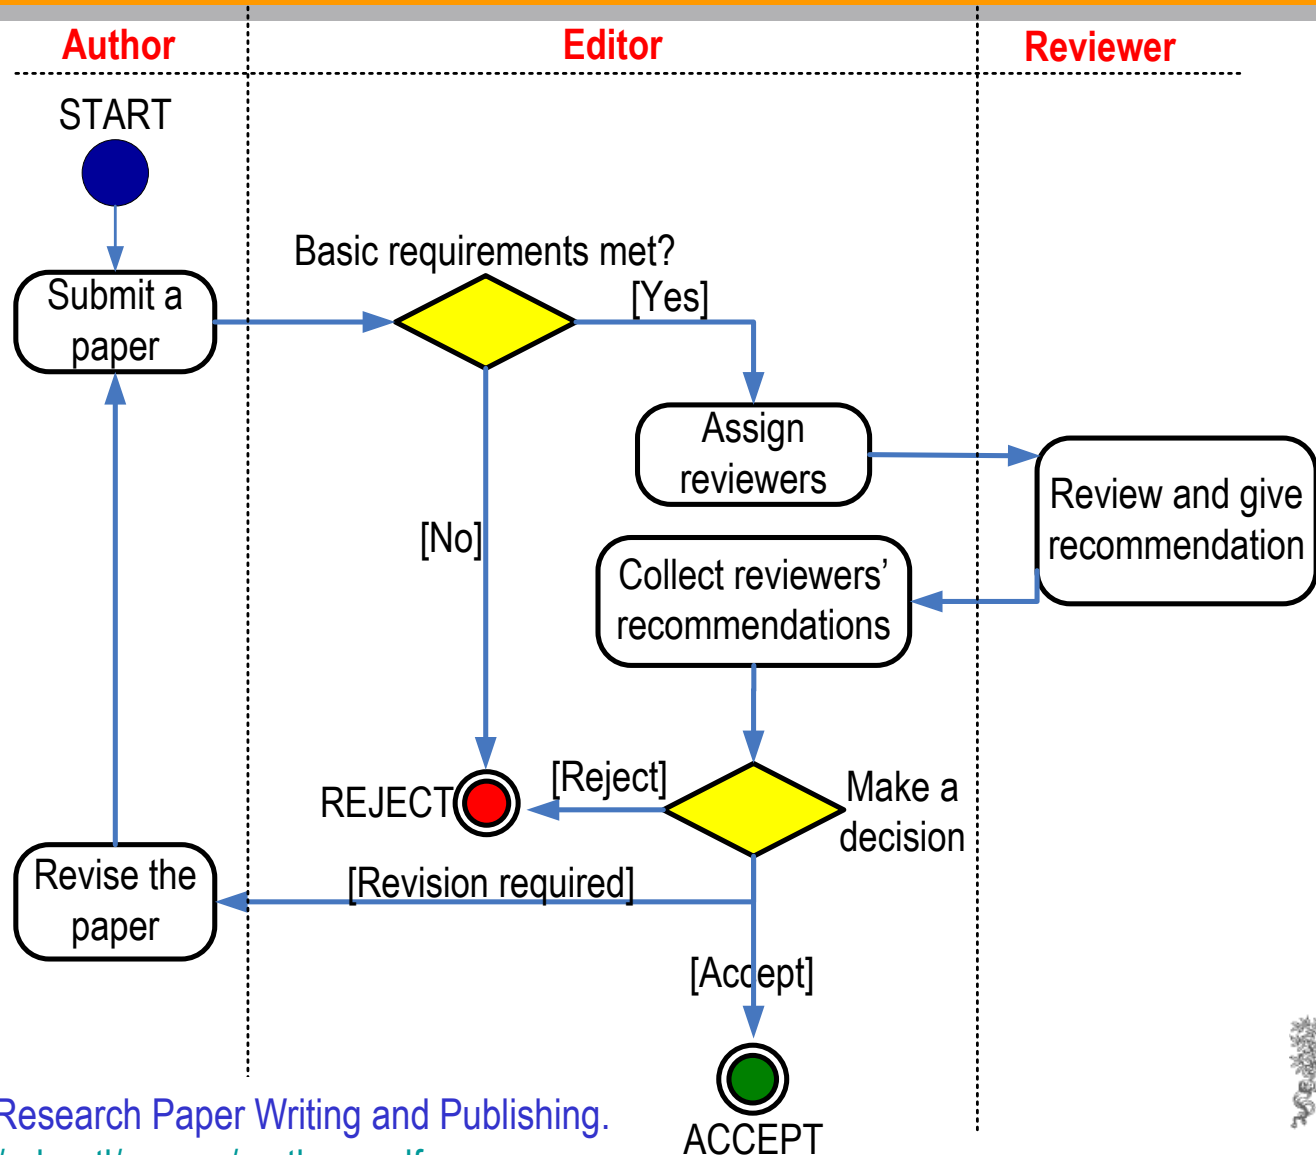 Author
Editor
Reviewer
START
Basic requirements met?
[Yes]
Submit a
paper
Assign
reviewers
Review and give
recommendation
[No]
Collect reviewers’
recommendations
REJECT
[Reject]
Make a
decision
Revise the
paper
[Revision required]
[Accept]
ACCEPT
Research Paper Writing and Publishing.